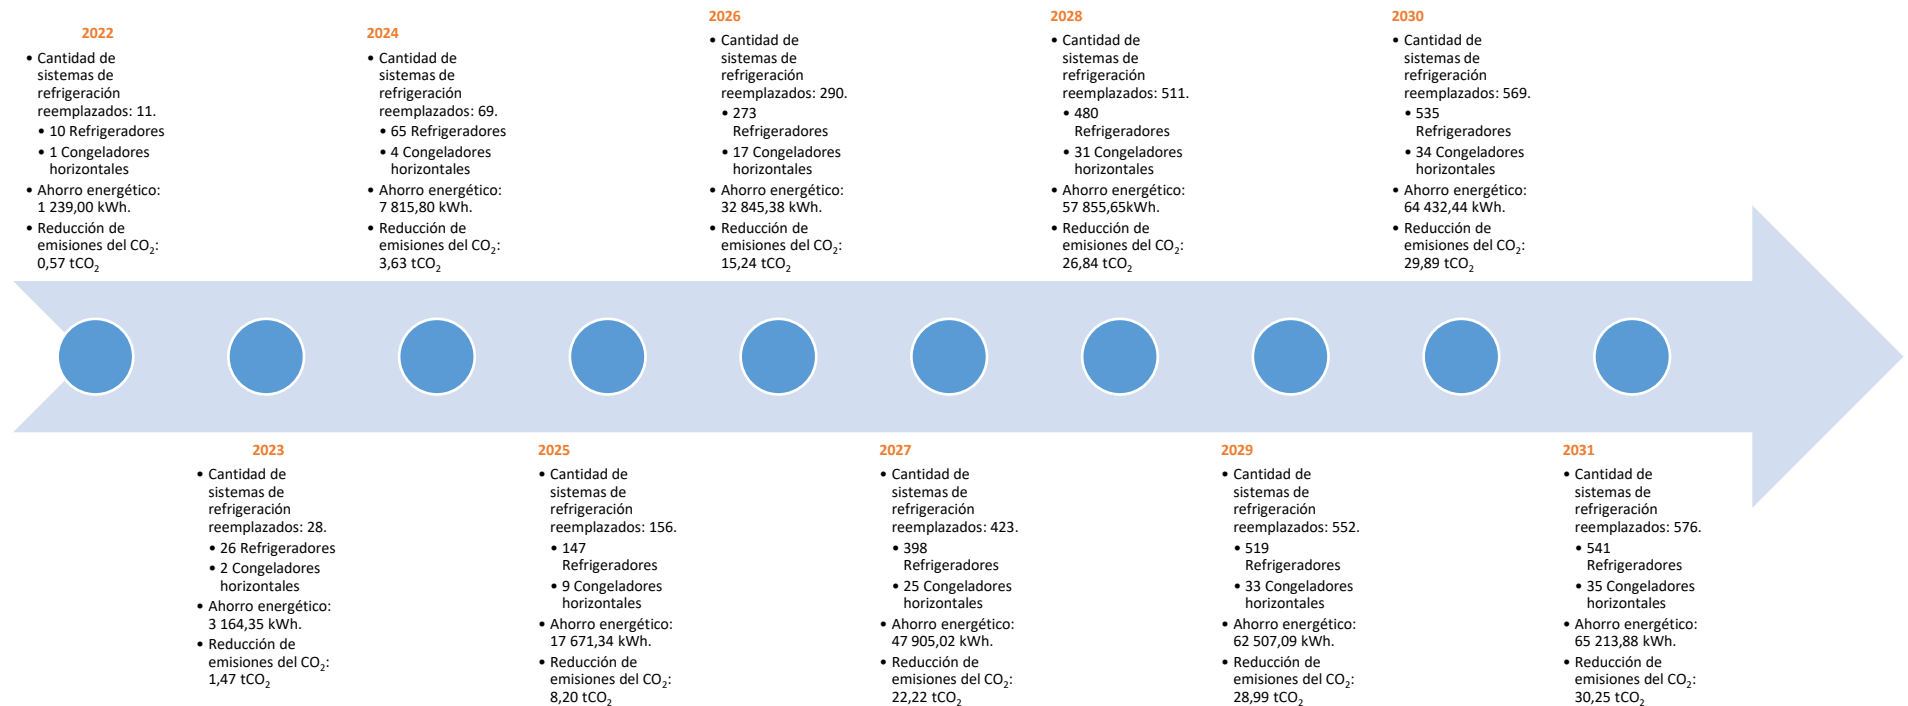 2022
• Cantidad de
sistemas de
refrigeración
reemplazados: 11.
• 10 Refrigeradores
• 1 Congeladores
horizontales
• Ahorro energético:
1 239,00 kWh.
• Reducción de
emisiones del CO₂:
0,57 tCO₂
2023
• Cantidad de
sistemas de
refrigeración
reemplazados: 28.
• 26 Refrigeradores
• 2 Congeladores
horizontales
• Ahorro energético:
3 164,35 kWh.
• Reducción de
emisiones del CO₂:
1,47 tCO₂
2024
• Cantidad de
sistemas de
refrigeración
reemplazados: 69.
• 65 Refrigeradores
• 4 Congeladores
horizontales
• Ahorro energético:
7 815,80 kWh.
• Reducción de
emisiones del CO₂:
3,63 tCO₂
2025
• Cantidad de
sistemas de
refrigeración
reemplazados: 156.
• 147
Refrigeradores
• 9 Congeladores
horizontales
• Ahorro energético:
17 671,34 kWh.
• Reducción de
emisiones del CO₂:
8,20 tCO₂
2026
• Cantidad de
sistemas de
refrigeración
reemplazados: 290.
• 273
Refrigeradores
• 17 Congeladores
horizontales
• Ahorro energético:
32 845,38 kWh.
• Reducción de
emisiones del CO₂:
15,24 tCO₂
2027
• Cantidad de
sistemas de
refrigeración
reemplazados: 423.
• 398
Refrigeradores
• 25 Congeladores
horizontales
• Ahorro energético:
47 905,02 kWh.
• Reducción de
emisiones del CO₂:
22,22 tCO₂
2028
• Cantidad de
sistemas de
refrigeración
reemplazados: 511.
• 480
Refrigeradores
• 31 Congeladores
horizontales
• Ahorro energético:
57 855,65kWh.
• Reducción de
emisiones del CO₂:
26,84 tCO₂
2029
• Cantidad de
sistemas de
refrigeración
reemplazados: 552.
• 519
Refrigeradores
• 33 Congeladores
horizontales
• Ahorro energético:
62 507,09 kWh.
• Reducción de
emisiones del CO₂:
28,99 tCO₂
2030
• Cantidad de
sistemas de
refrigeración
reemplazados: 569.
• 535
Refrigeradores
• 34 Congeladores
horizontales
• Ahorro energético:
64 432,44 kWh.
• Reducción de
emisiones del CO₂:
29,89 tCO₂
2031
• Cantidad de
sistemas de
refrigeración
reemplazados: 576.
• 541
Refrigeradores
• 35 Congeladores
horizontales
• Ahorro energético:
65 213,88 kWh.
• Reducción de
emisiones del CO₂:
30,25 tCO₂